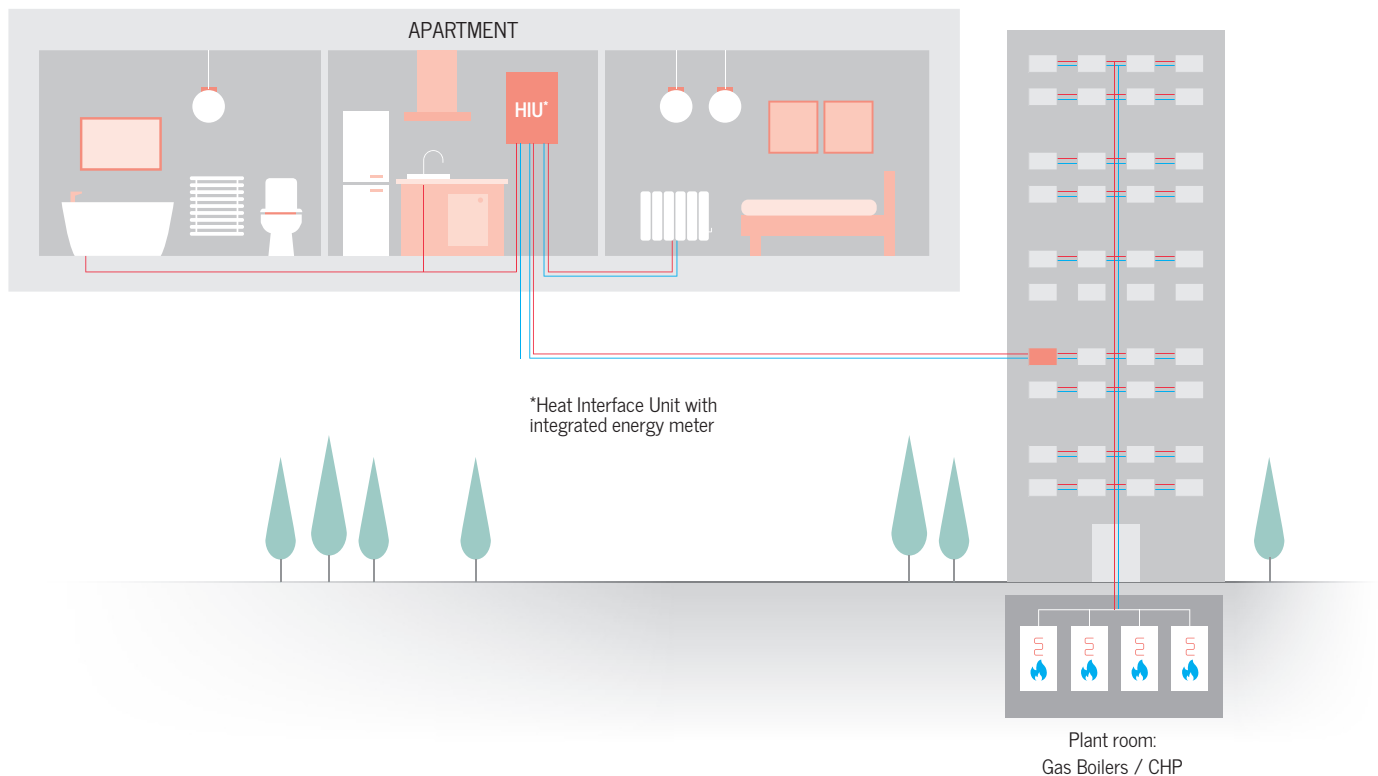 APARTMENT
HIU*
*Heat Interface Unit with
integrated energy meter
Plant room:
Gas Boilers / CHP